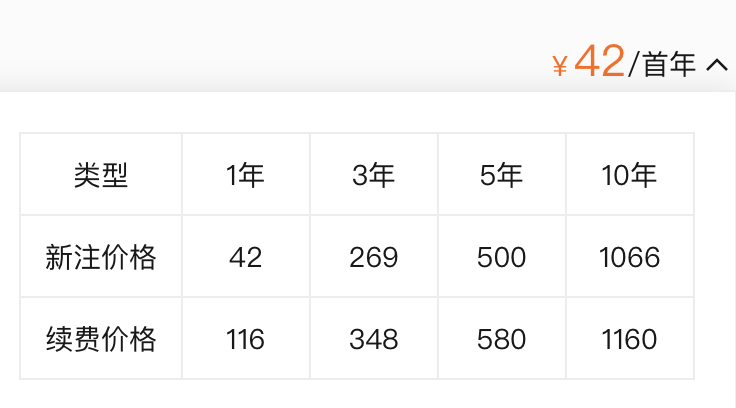 ¥42/首年
类型 1年 3年 5年 10年
新注价格 42 269 500 1066
续费价格 116 348 580 1160